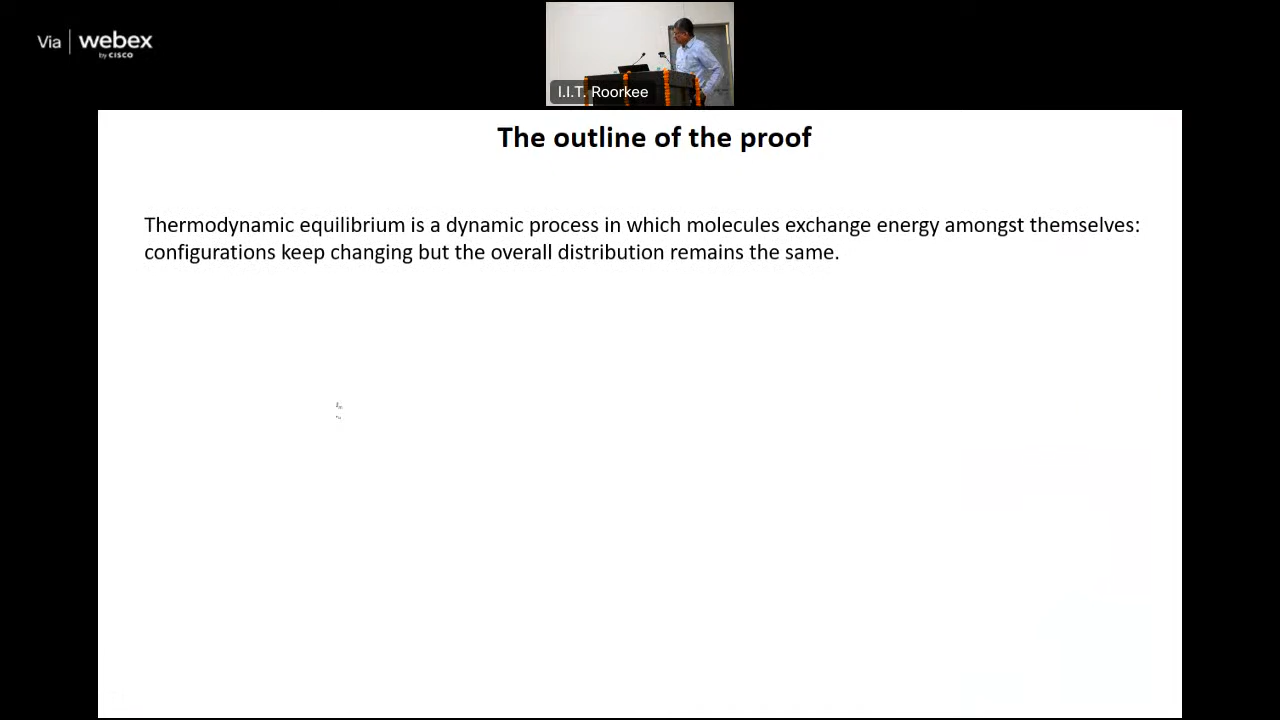 Via webex
by CISCO
I.I.T. Roorkee
The outline of the proof
Thermodynamic equilibrium is a dynamic process in which molecules exchange energy amongst themselves:
configurations keep changing but the overall distribution remains the same.